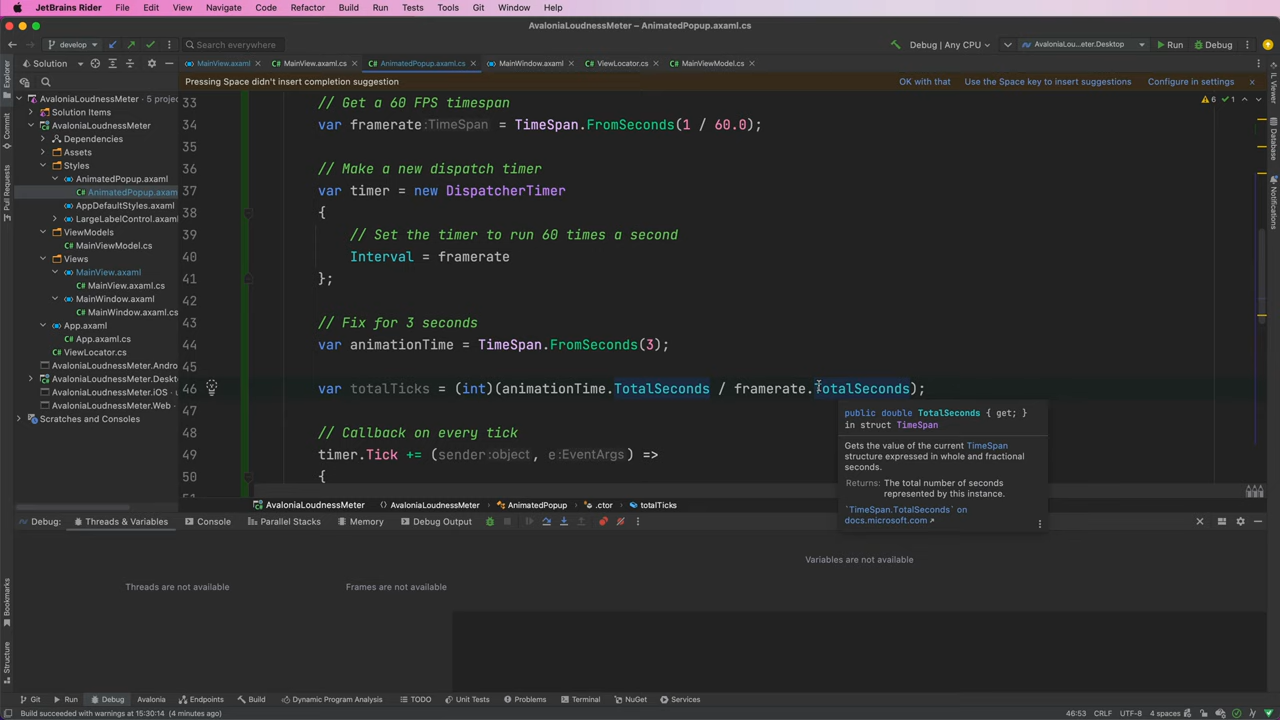 JetBrains Rider File Edit View Navigate Code Refactor Build Run Tests Tools Git Window Help
AvaloniaLoudnessMeter – AnimatedPopup.axaml.cs
develop Search everywhere Debug | Any CPU AvaloniaLou...eter.Desktop Run Debug
Solution MainView.axaml MainView.axaml.cs AnimatedPopup.axaml.cs MainWindow.axaml ViewLocator.cs MainViewModel.cs
Pressing Space didn't insert completion suggestion OK with that Use the Space key to insert suggestions Configure in settings
Explorer
Commit
Pull Requests
Bookmarks
Structure
IL Viewer
Database
Notifications
AvaloniaLoudnessMeter · 5 projec
Solution Items
AvaloniaLoudnessMeter
Dependencies
Assets
Styles
AnimatedPopup.axaml
C# AnimatedPopup.axam
AppDefaultStyles.axaml
LargeLabelControl.axaml
ViewModels
C# MainViewModel.cs
Views
MainView.axaml
C# MainView.axaml.cs
MainWindow.axaml
C# MainWindow.axaml.cs
App.axaml
C# App.axaml.cs
C# ViewLocator.cs
AvaloniaLoudnessMeter.Andro
AvaloniaLoudnessMeter.Deskt
AvaloniaLoudnessMeter.iOS
AvaloniaLoudnessMeter.Web
Scratches and Consoles
6 1
33 // Get a 60 FPS timespan
34 var framerate:TimeSpan = TimeSpan.FromSeconds(1 / 60.0);
35
36 // Make a new dispatch timer
37 var timer = new DispatcherTimer
38 {
39 // Set the timer to run 60 times a second
40 Interval = framerate
41 };
42
43 // Fix for 3 seconds
44 var animationTime = TimeSpan.FromSeconds(3);
45
46 var totalTicks = (int)(animationTime.TotalSeconds / framerate.TotalSeconds);
47
48 // Callback on every tick
49 timer.Tick += (sender:object, e:EventArgs) =>
50 {
public double TotalSeconds { get; }
in struct TimeSpan
Gets the value of the current TimeSpan
structure expressed in whole and fractional
seconds.
Returns: The total number of seconds
represented by this instance.
`TimeSpan.TotalSeconds` on
docs.microsoft.com
AvaloniaLoudnessMeter AvaloniaLoudnessMeter AnimatedPopup .ctor totalTicks
Debug: Threads & Variables Console Parallel Stacks Memory Debug Output
Variables are not available
Threads are not available Frames are not available
Git Run Debug Avalonia Endpoints Build Dynamic Program Analysis TODO Unit Tests Problems Terminal NuGet Services
Build succeeded with warnings at 15:30:14 (4 minutes ago) 46:53 CRLF UTF-8 4 spaces